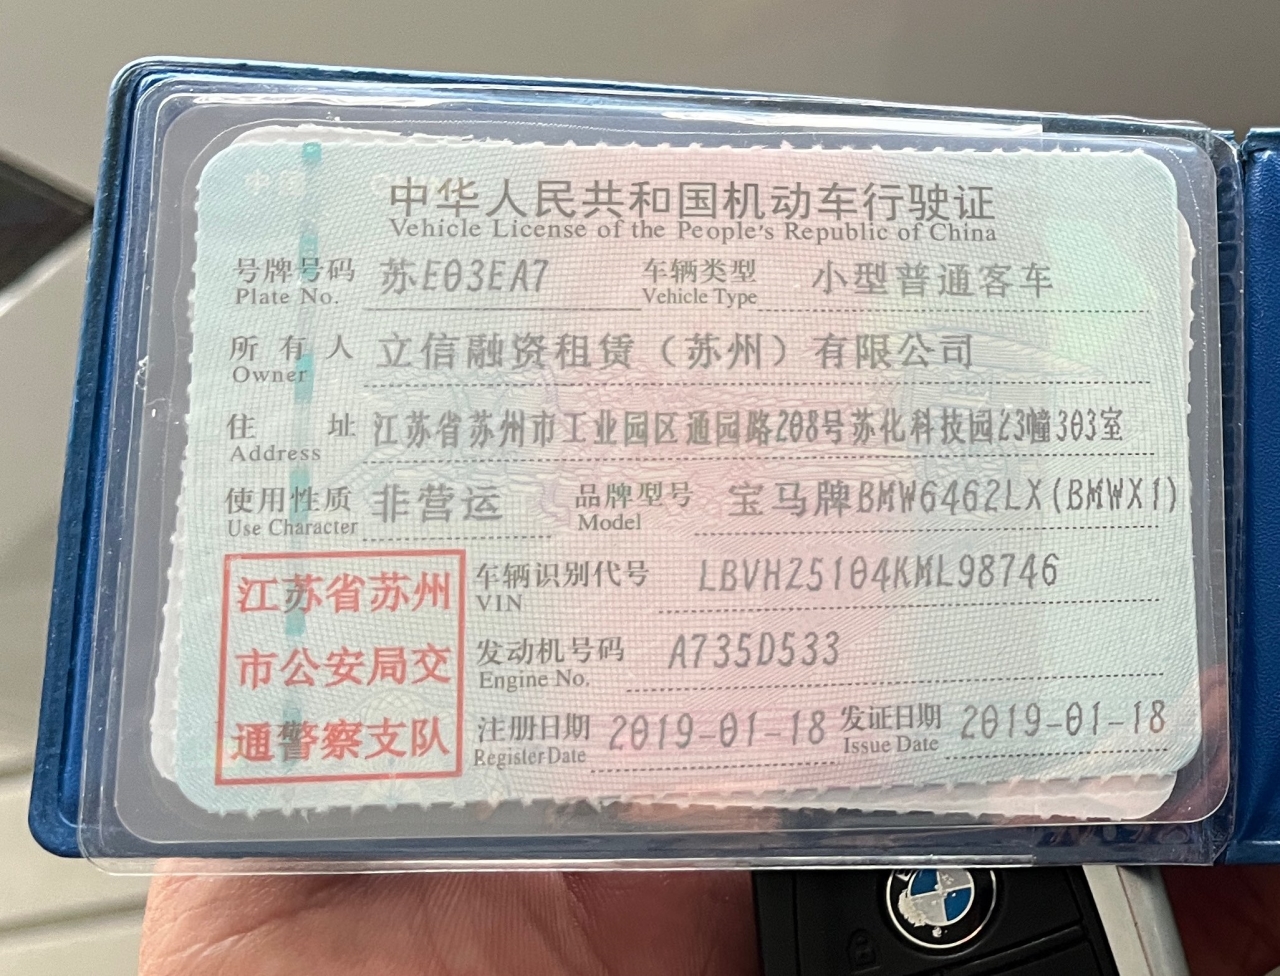 中华人民共和国机动车行驶证
Vehicle License of the People's Republic of China
号牌号码 苏E03EA7 车辆类型 小型普通客车
Plate No. Vehicle Type
所有人 立信融资租赁（苏州）有限公司
Owner
住址 江苏省苏州市工业园区通园路208号苏化科技园23幢303室
Address
使用性质 非营运 品牌型号 宝马牌BMW6462LX(BMWX1)
Use Character Model
江苏省苏州
市公安局交
通警察支队
车辆识别代号 LBVHZ5104KML98746
VIN
发动机号码 A735D533
Engine No.
注册日期 2019-01-18 发证日期 2019-01-18
Register Date Issue Date